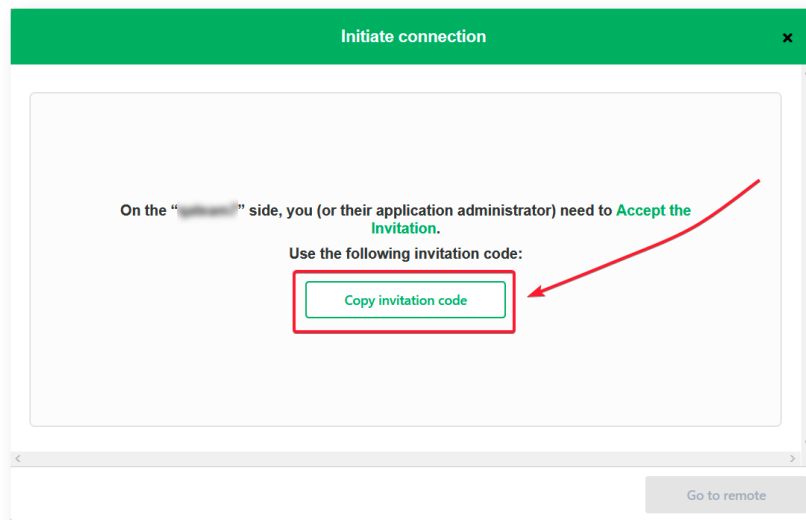 Initiate connection
×
On the “ ” side, you (or their application administrator) need to Accept the
Invitation.
Use the following invitation code:
Copy invitation code
Go to remote